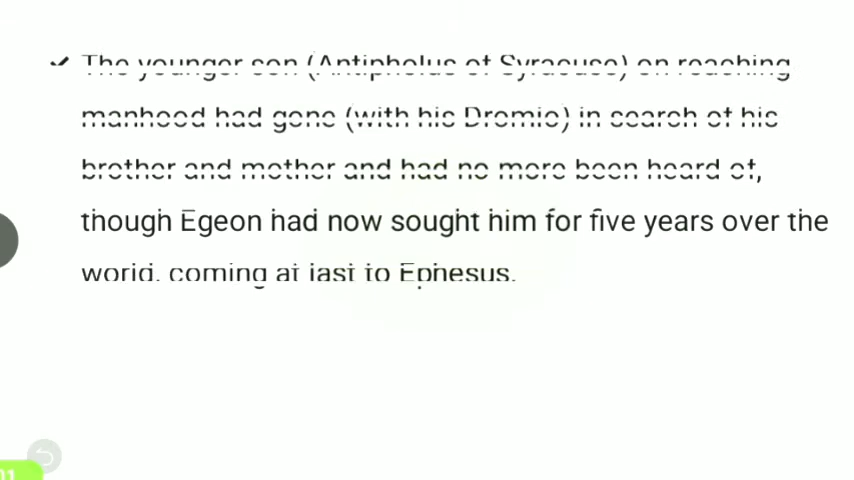 ✓ The younger son (Antipholus of Syracuse) on reaching
manhood had gone (with his Dromio) in search of his
brother and mother and had no more been heard of,
though Egeon had now sought him for five years over the
world, coming at last to Ephesus.